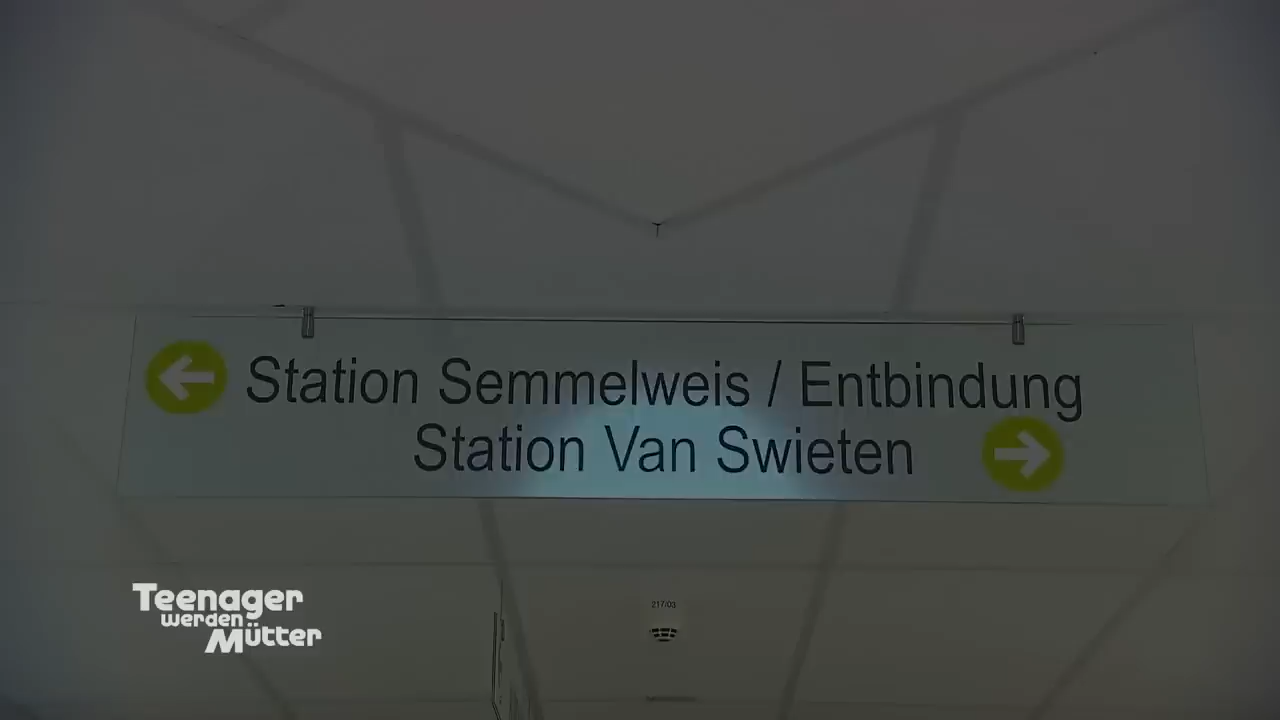 Station Semmelweis / Entbindung
Station Van Swieten
Teenager
werden
Mütter
217/03